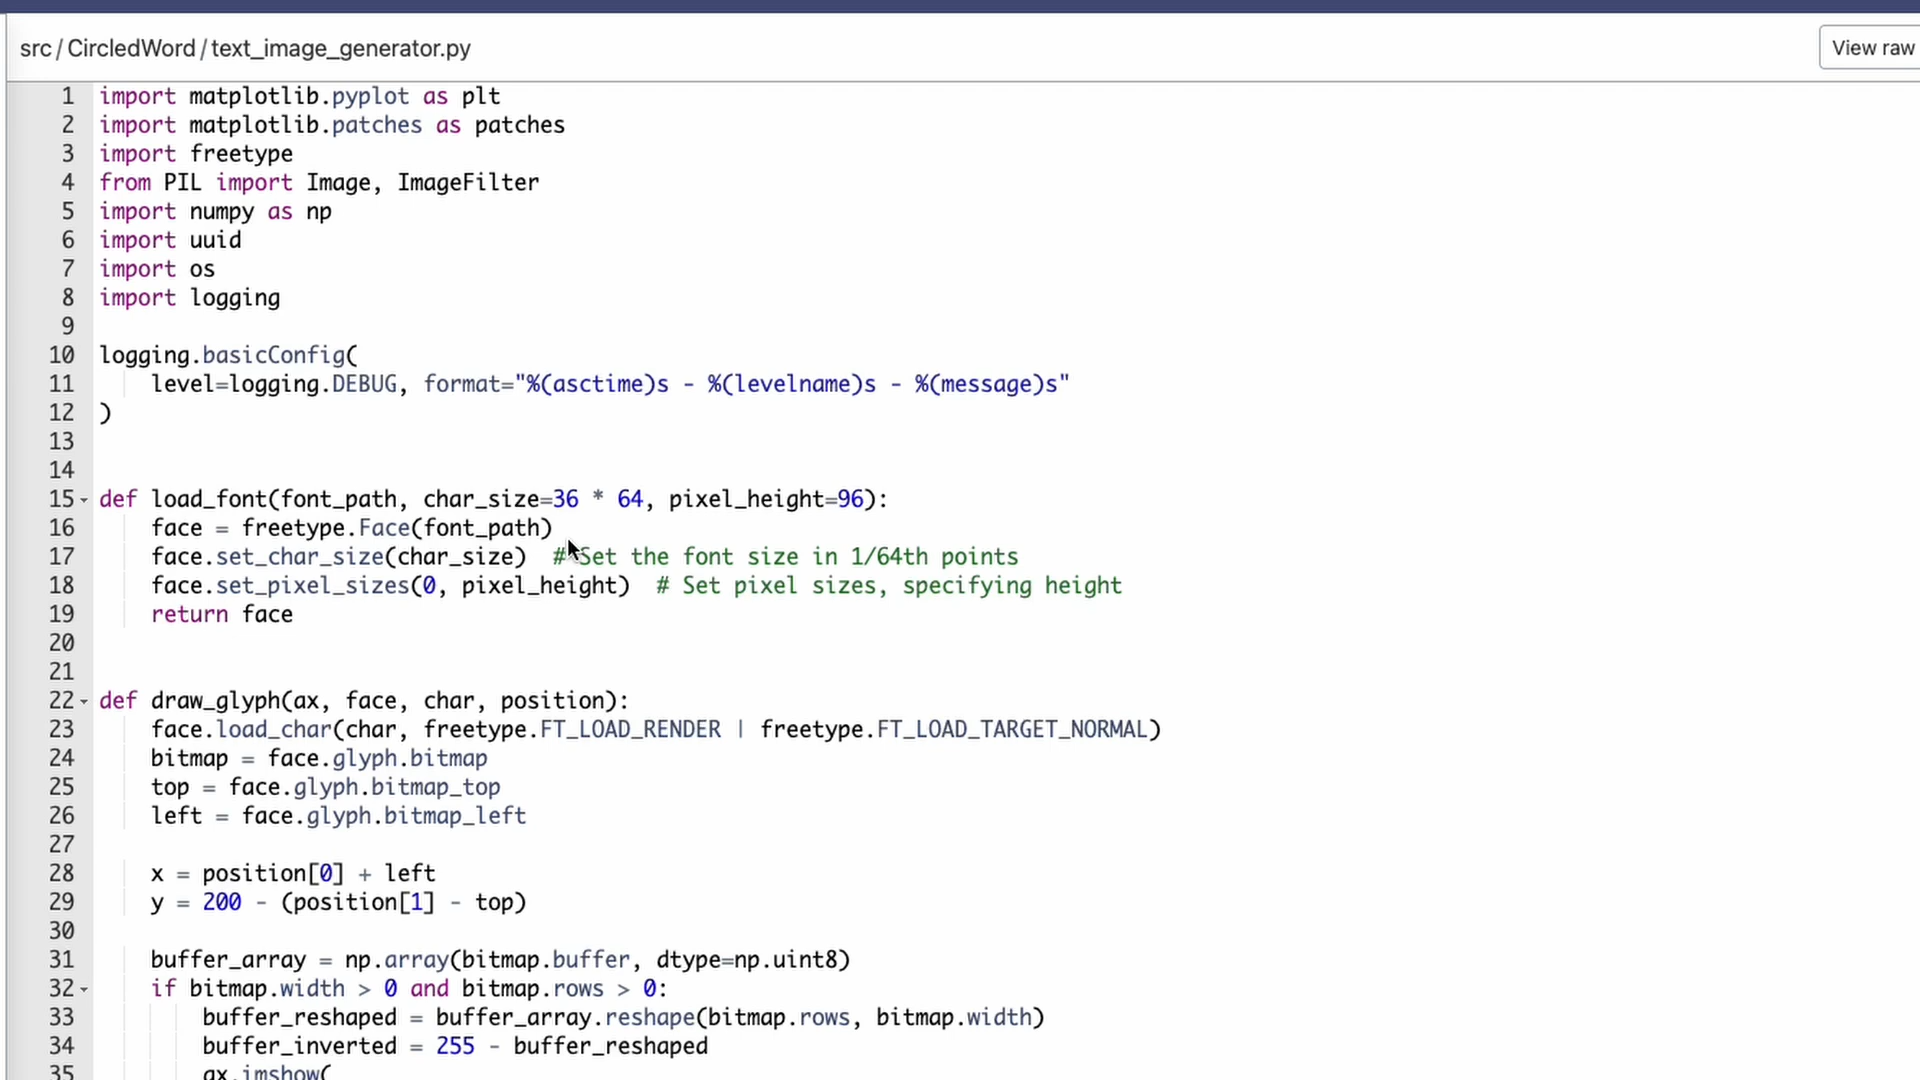 src/CircledWord/text_image_generator.py
View raw
1 import matplotlib.pyplot as plt
2 import matplotlib.patches as patches
3 import freetype
4 from PIL import Image, ImageFilter
5 import numpy as np
6 import uuid
7 import os
8 import logging
9
10 logging.basicConfig(
11     level=logging.DEBUG, format="%(asctime)s - %(levelname)s - %(message)s"
12 )
13
14
15 def load_font(font_path, char_size=36 * 64, pixel_height=96):
16     face = freetype.Face(font_path)
17     face.set_char_size(char_size)  # Set the font size in 1/64th points
18     face.set_pixel_sizes(0, pixel_height)  # Set pixel sizes, specifying height
19     return face
20
21
22 def draw_glyph(ax, face, char, position):
23     face.load_char(char, freetype.FT_LOAD_RENDER | freetype.FT_LOAD_TARGET_NORMAL)
24     bitmap = face.glyph.bitmap
25     top = face.glyph.bitmap_top
26     left = face.glyph.bitmap_left
27
28     x = position[0] + left
29     y = 200 - (position[1] - top)
30
31     buffer_array = np.array(bitmap.buffer, dtype=np.uint8)
32     if bitmap.width > 0 and bitmap.rows > 0:
33         buffer_reshaped = buffer_array.reshape(bitmap.rows, bitmap.width)
34         buffer_inverted = 255 - buffer_reshaped
35         ax.imshow(